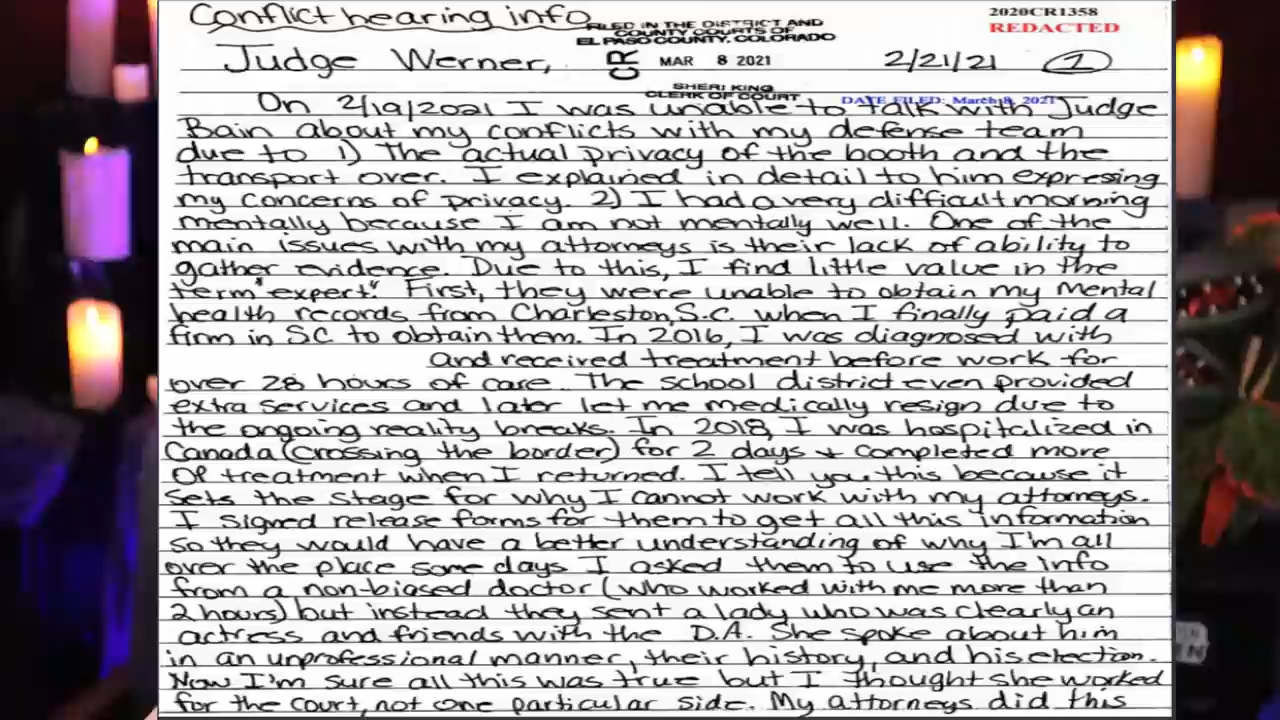 Conflict hearing info
2020CR1358
REDACTED
FILED IN THE DISTRICT AND
COUNTY COURTS OF
EL PASO COUNTY, COLORADO
Judge Werner,
CR MAR 8 2021
2/21/21 1
SHERI KING
CLERK OF COURT
DATE FILED: March 8, 2021
On 2/19/2021 I was unable to talk with Judge
Bain about my conflicts with my defense team
due to 1) The actual privacy of the booth and the
transport over. I explained in detail to him expressing
my concerns of privacy. 2) I had a very difficult morning
mentally because I am not mentally well. One of the
main issues with my attorneys is their lack of ability to
gather evidence. Due to this, I find little value in the
term "expert". First, they were unable to obtain my mental
health records from Charleston, S.C. when I finally paid a
firm in SC to obtain them. In 2016, I was diagnosed with
and received treatment before work for
over 28 hours of care. The school district even provided
extra services and later let me medically resign due to
the ongoing reality breaks. In 2018, I was hospitalized in
Canada (crossing the border) for 2 days + completed more
of treatment when I returned. I tell you this because it
sets the stage for why I cannot work with my attorneys.
I signed release forms for them to get all this information
so they would have a better understanding of why I'm all
over the place some days. I asked them to use the info
from a non-biased doctor (who worked with me more than
2 hours) but instead they sent a lady who was clearly an
actress and friends with the D.A. She spoke about him
in an unprofessional manner, their history, and his election.
Now I'm sure all this was true but I thought she worked
for the court, not one particular side. My attorneys did this